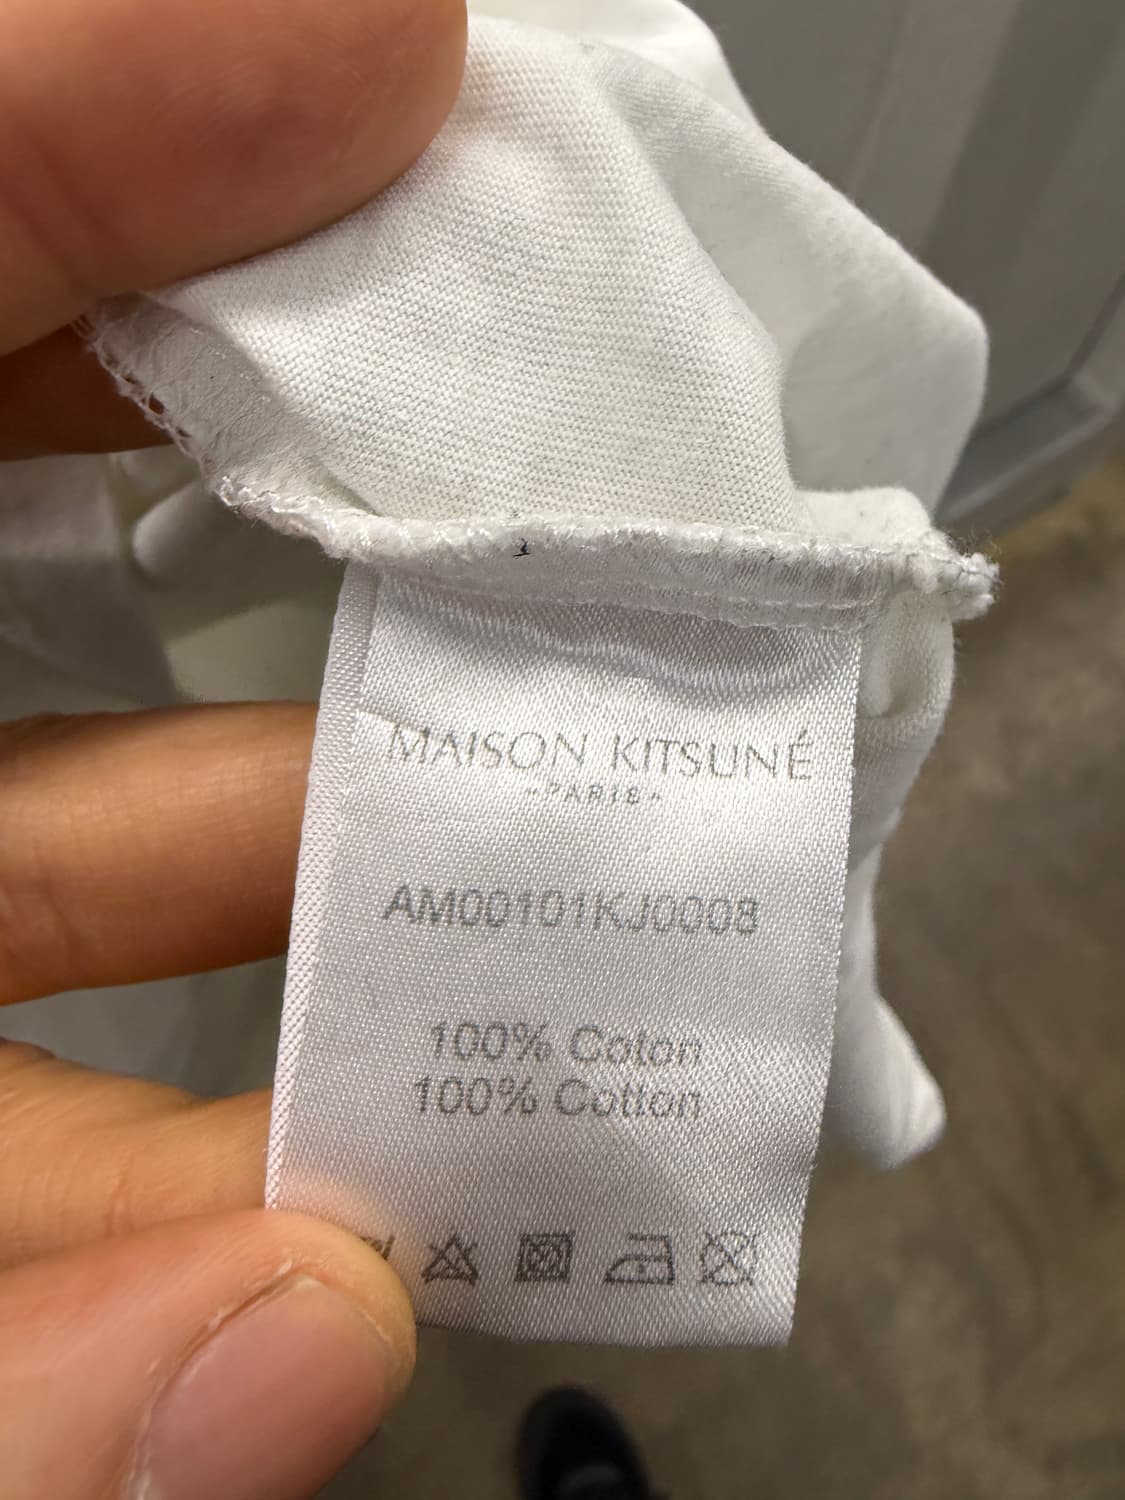 MAISON KITSUNÉ
-PARIS-
AM00101KJ0008
100% Coton
100% Cotton